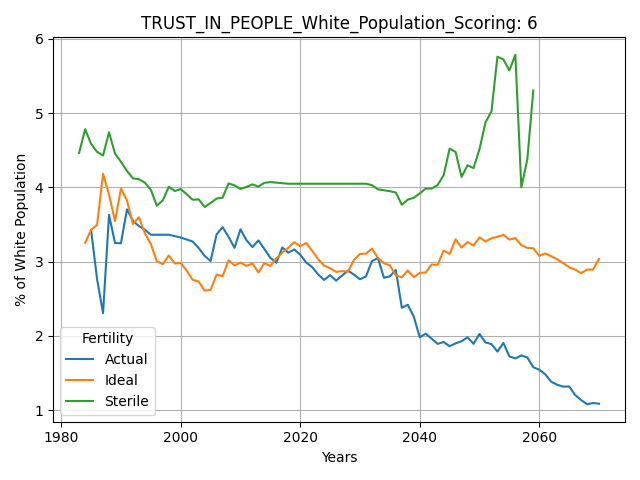 TRUST_IN_PEOPLE_White_Population_Scoring: 6
% of White Population
6
5
4
3
2
1
Fertility
Actual
Ideal
Sterile
1980 2000 2020 2040 2060
Years